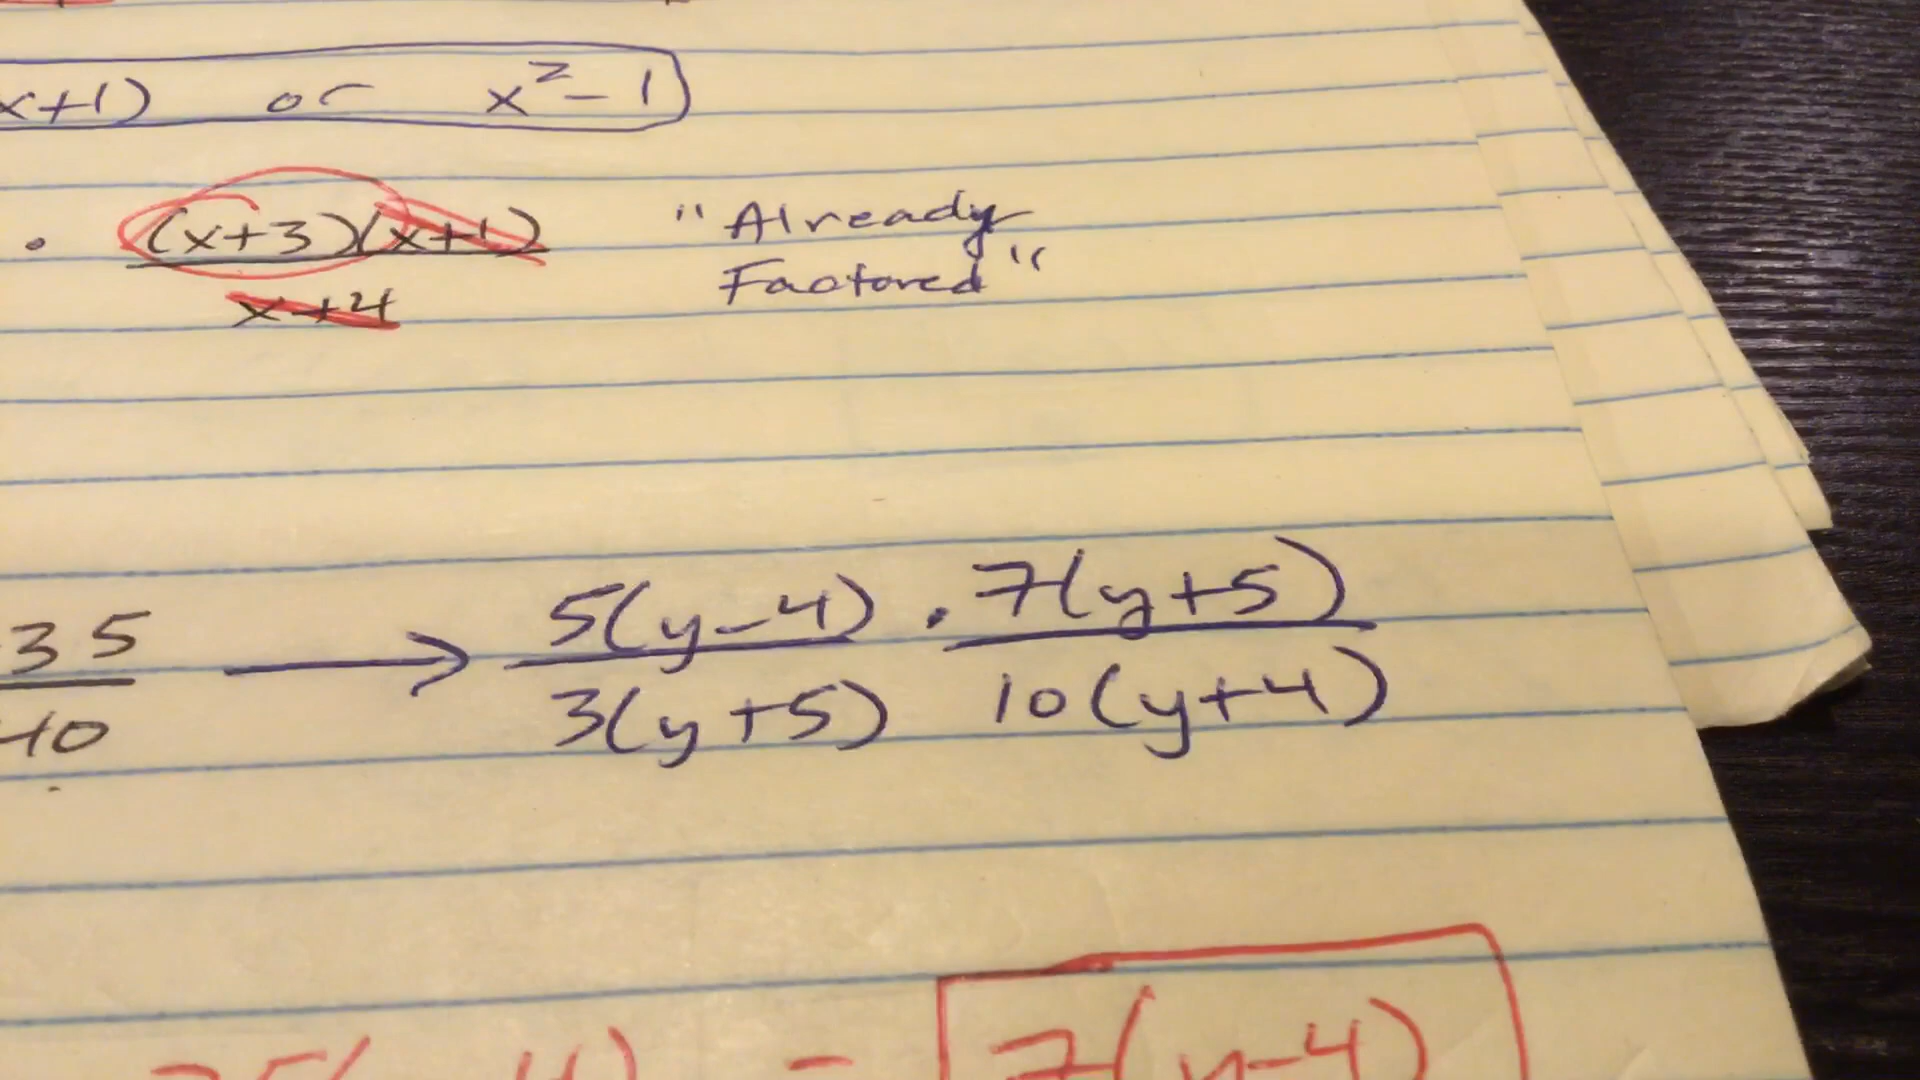 x+1) or x² - 1
· (x+3)(x+1) "Already
x+4 Factored"
35 → 5(y-4) · 7(y+5)
10 3(y+5) 10(y+4)
= 7(y-4)